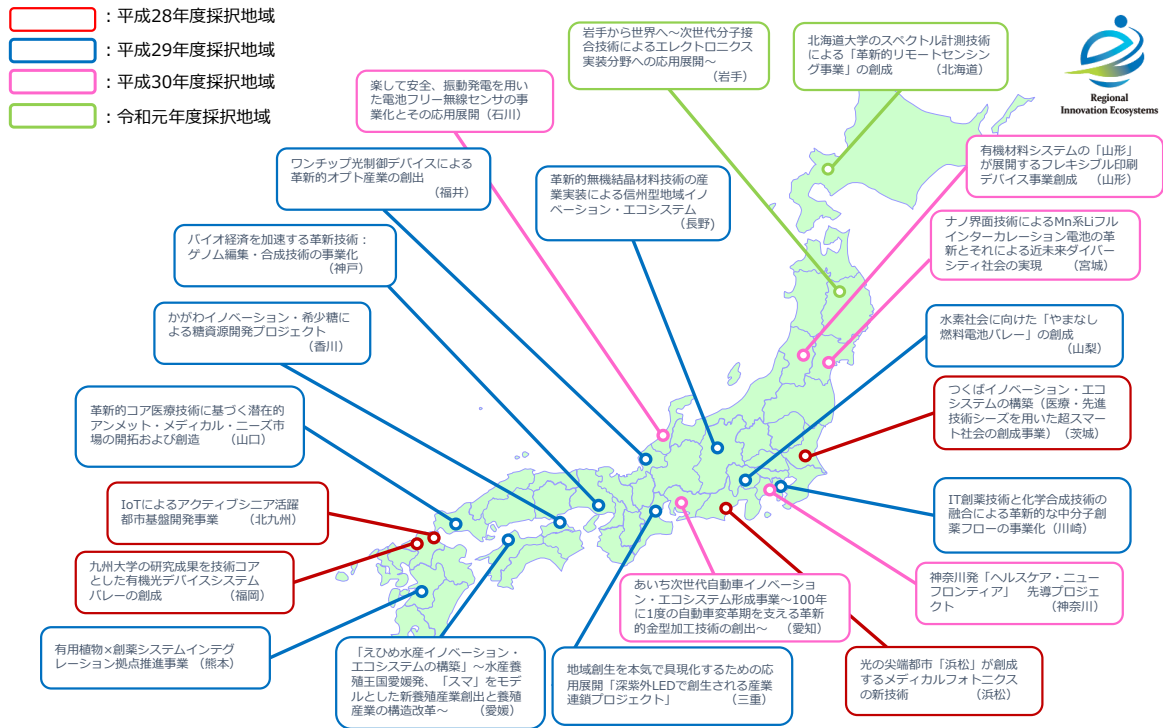 ：平成28年度採択地域
：平成29年度採択地域
：平成30年度採択地域
：令和元年度採択地域
岩手から世界へ～次世代分子接
合技術によるエレクトロニクス
実装分野への応用展開～
（岩手）
北海道大学のスペクトル計測技術
による「革新的リモートセンシン
グ事業」の創成　　（北海道）
Regional
Innovation Ecosystems
楽して安全、振動発電を用い
た電池フリー無線センサの事
業化とその応用展開（石川）
有機材料システムの「山形」
が展開するフレキシブル印刷
デバイス事業創成　（山形）
ワンチップ光制御デバイスによる
革新的オプト産業の創出
（福井）
革新的無機結晶材料技術の産
業実装による信州型地域イノ
ベーション・エコシステム
（長野）
ナノ界面技術によるMn系Liフル
インターカレーション電池の革
新とそれによる近未来ダイバー
シティ社会の実現　（宮城）
バイオ経済を加速する革新技術：
ゲノム編集・合成技術の事業化
（神戸）
かがわイノベーション・希少糖に
よる糖資源開発プロジェクト
（香川）
水素社会に向けた「やまなし
燃料電池バレー」の創成
（山梨）
つくばイノベーション・エコ
システムの構築（医療・先進
技術シーズを用いた超スマー
ト社会の創成事業）（茨城）
革新的コア医療技術に基づく潜在的
アンメット・メディカル・ニーズ市
場の開拓および創造　　（山口）
IoTによるアクティブシニア活躍
都市基盤開発事業　　（北九州）
IT創薬技術と化学合成技術の
融合による革新的な中分子創
薬フローの事業化（川崎）
九州大学の研究成果を技術コア
とした有機光デバイスシステム
バレーの創成　　　（福岡）
あいち次世代自動車イノベーショ
ン・エコシステム形成事業～100年
に1度の自動車変革期を支える革新
的金型加工技術の創出～　（愛知）
神奈川発「ヘルスケア・ニュー
フロンティア」　先導プロジェ
クト　　　　　　　（神奈川）
有用植物×創薬システムインテグ
レーション拠点推進事業　（熊本）
「えひめ水産イノベーション・
エコシステムの構築」～水産養
殖王国愛媛発、「スマ」をモデ
ルとした新養殖産業創出と養殖
産業の構造改革～　　（愛媛）
地域創生を本気で具現化するための応
用展開「深紫外LEDで創生される産業
連鎖プロジェクト」　　　（三重）
光の尖端都市「浜松」が創成
するメディカルフォトニクス
の新技術　　　　（浜松）